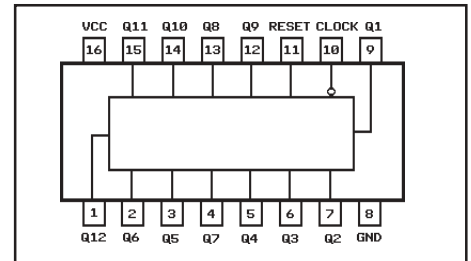 VCC Q11 Q10 Q8 Q9 RESET CLOCK Q1
16 15 14 13 12 11 10 9
1 2 3 4 5 6 7 8
Q12 Q6 Q5 Q7 Q4 Q3 Q2 GND